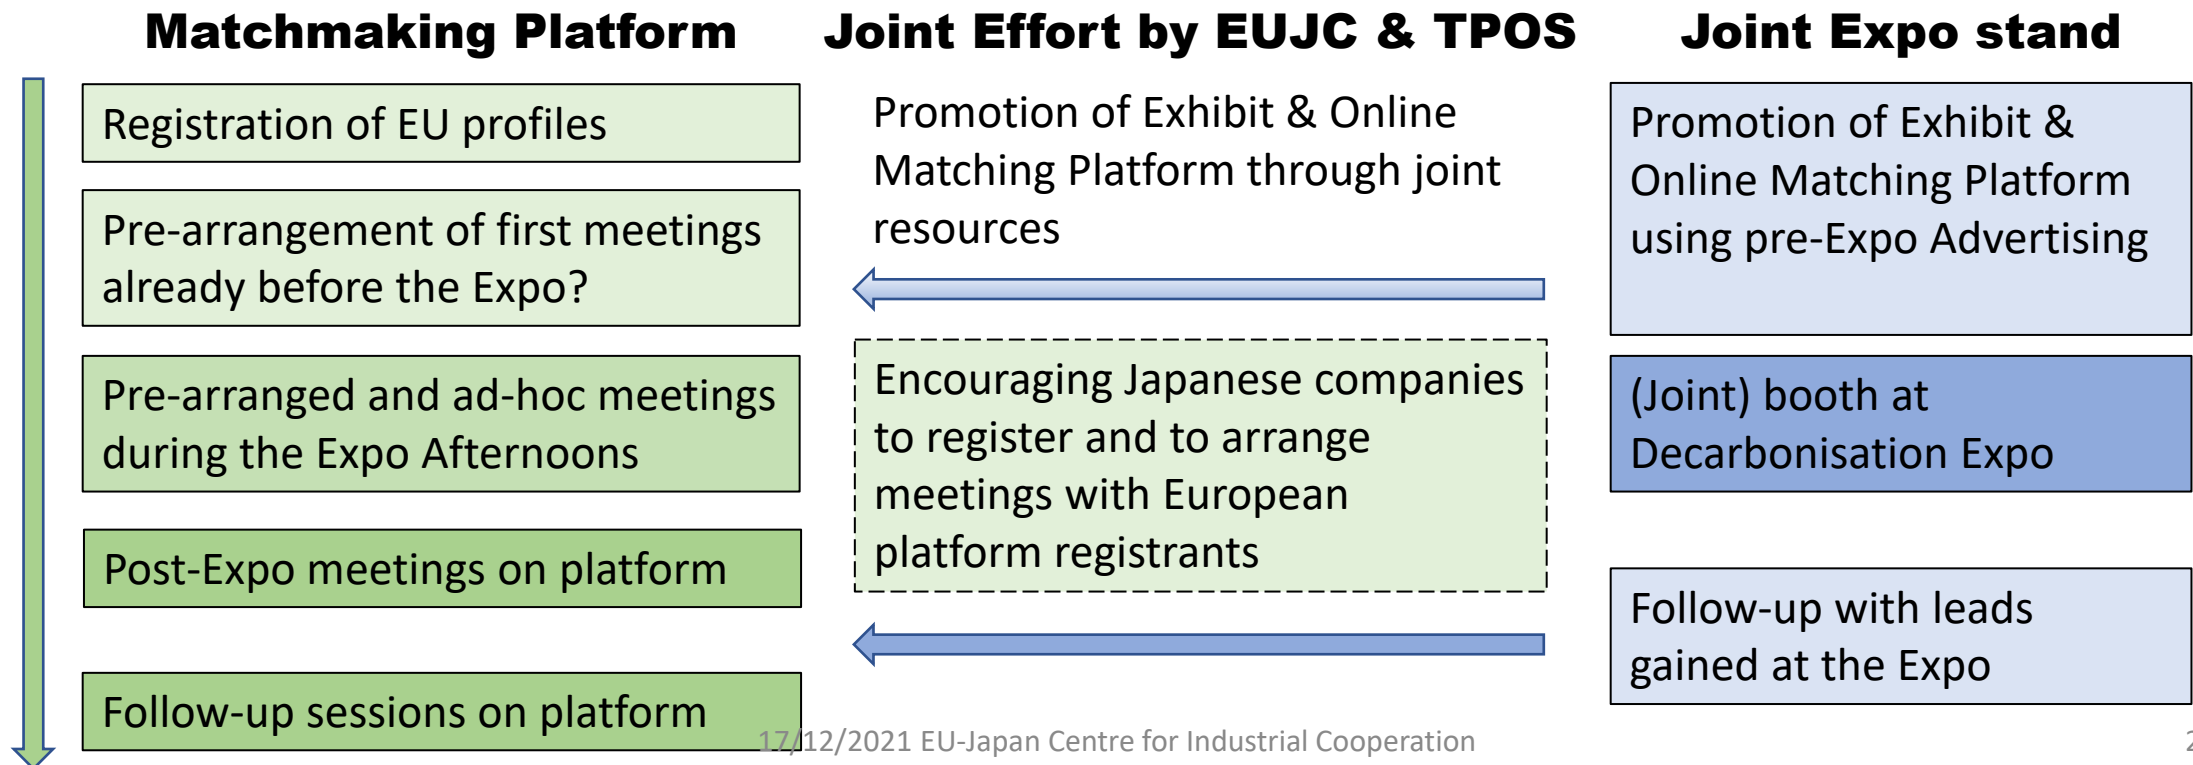 Matchmaking Platform
Registration of EU profiles
Pre-arrangement of first meetings
already before the Expo?
Pre-arranged and ad-hoc meetings
during the Expo Afternoons
Post-Expo meetings on platform
Follow-up sessions on platform
Joint Effort by EUJC & TPOS
Promotion of Exhibit & Online
Matching Platform through joint
resources
Encouraging Japanese companies
to register and to arrange
meetings with European
platform registrants
Joint Expo stand
Promotion of Exhibit &
Online Matching Platform
using pre-Expo Advertising
(Joint) booth at
Decarbonisation Expo
Follow-up with leads
gained at the Expo
17/12/2021 EU-Japan Centre for Industrial Cooperation